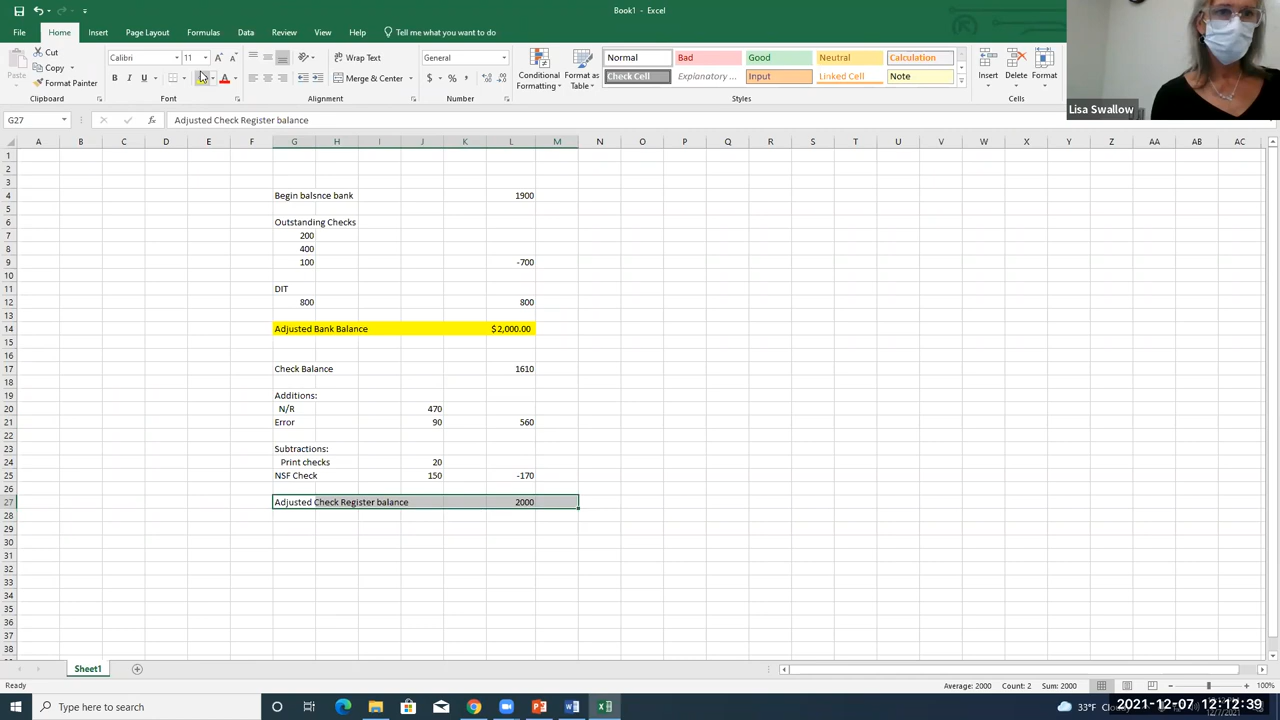 Book1 - Excel
File Home Insert Page Layout Formulas Data Review View Help Tell me what you want to do
Cut
Copy
Format Painter
Paste
Clipboard
Calibri 11
B I U A
Font
Wrap Text
Merge & Center
Alignment
General
$ % ,
Number
Conditional Formatting
Format as Table
Normal Bad Good Neutral Calculation
Check Cell Explanatory ... Input Linked Cell Note
Styles
Insert Delete Format
Cells
Lisa Swallow
G27 fx Adjusted Check Register balance
A B C D E F G H I J K L M N O P Q R S T U V W X Y Z AA AB AC
1
2
3
4 Begin balsnce bank 1900
5
6 Outstanding Checks
7 200
8 400
9 100 -700
10
11 DIT
12 800 800
13
14 Adjusted Bank Balance $2,000.00
15
16
17 Check Balance 1610
18
19 Additions:
20 N/R 470
21 Error 90 560
22
23 Subtractions:
24 Print checks 20
25 NSF Check 150 -170
26
27 Adjusted Check Register balance 2000
28
29
30
31
32
33
34
35
36
37
38
Sheet1
Ready Average: 2000 Count: 2 Sum: 2000 100%
Type here to search
33°F
2021-12-07 12:12:39